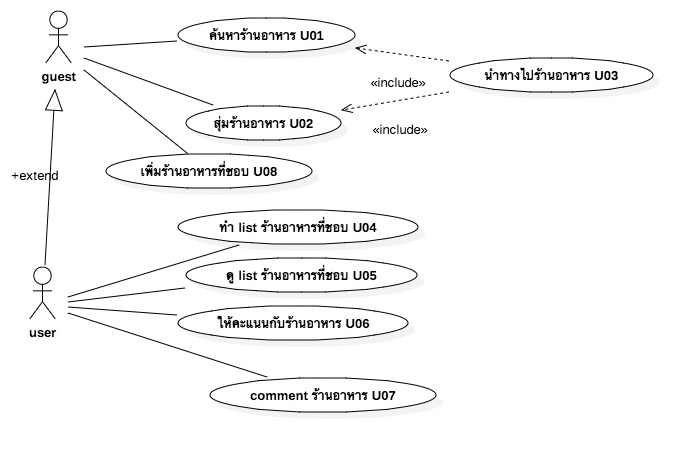 ค้นหาร้านอาหาร U01
guest
นำทางไปร้านอาหาร U03
«include»
สุ่มร้านอาหาร U02
«include»
เพิ่มร้านอาหารที่ชอบ U08
+extend
ทำ list ร้านอาหารที่ชอบ U04
ดู list ร้านอาหารที่ชอบ U05
ให้คะแนนกับร้านอาหาร U06
user
comment ร้านอาหาร U07